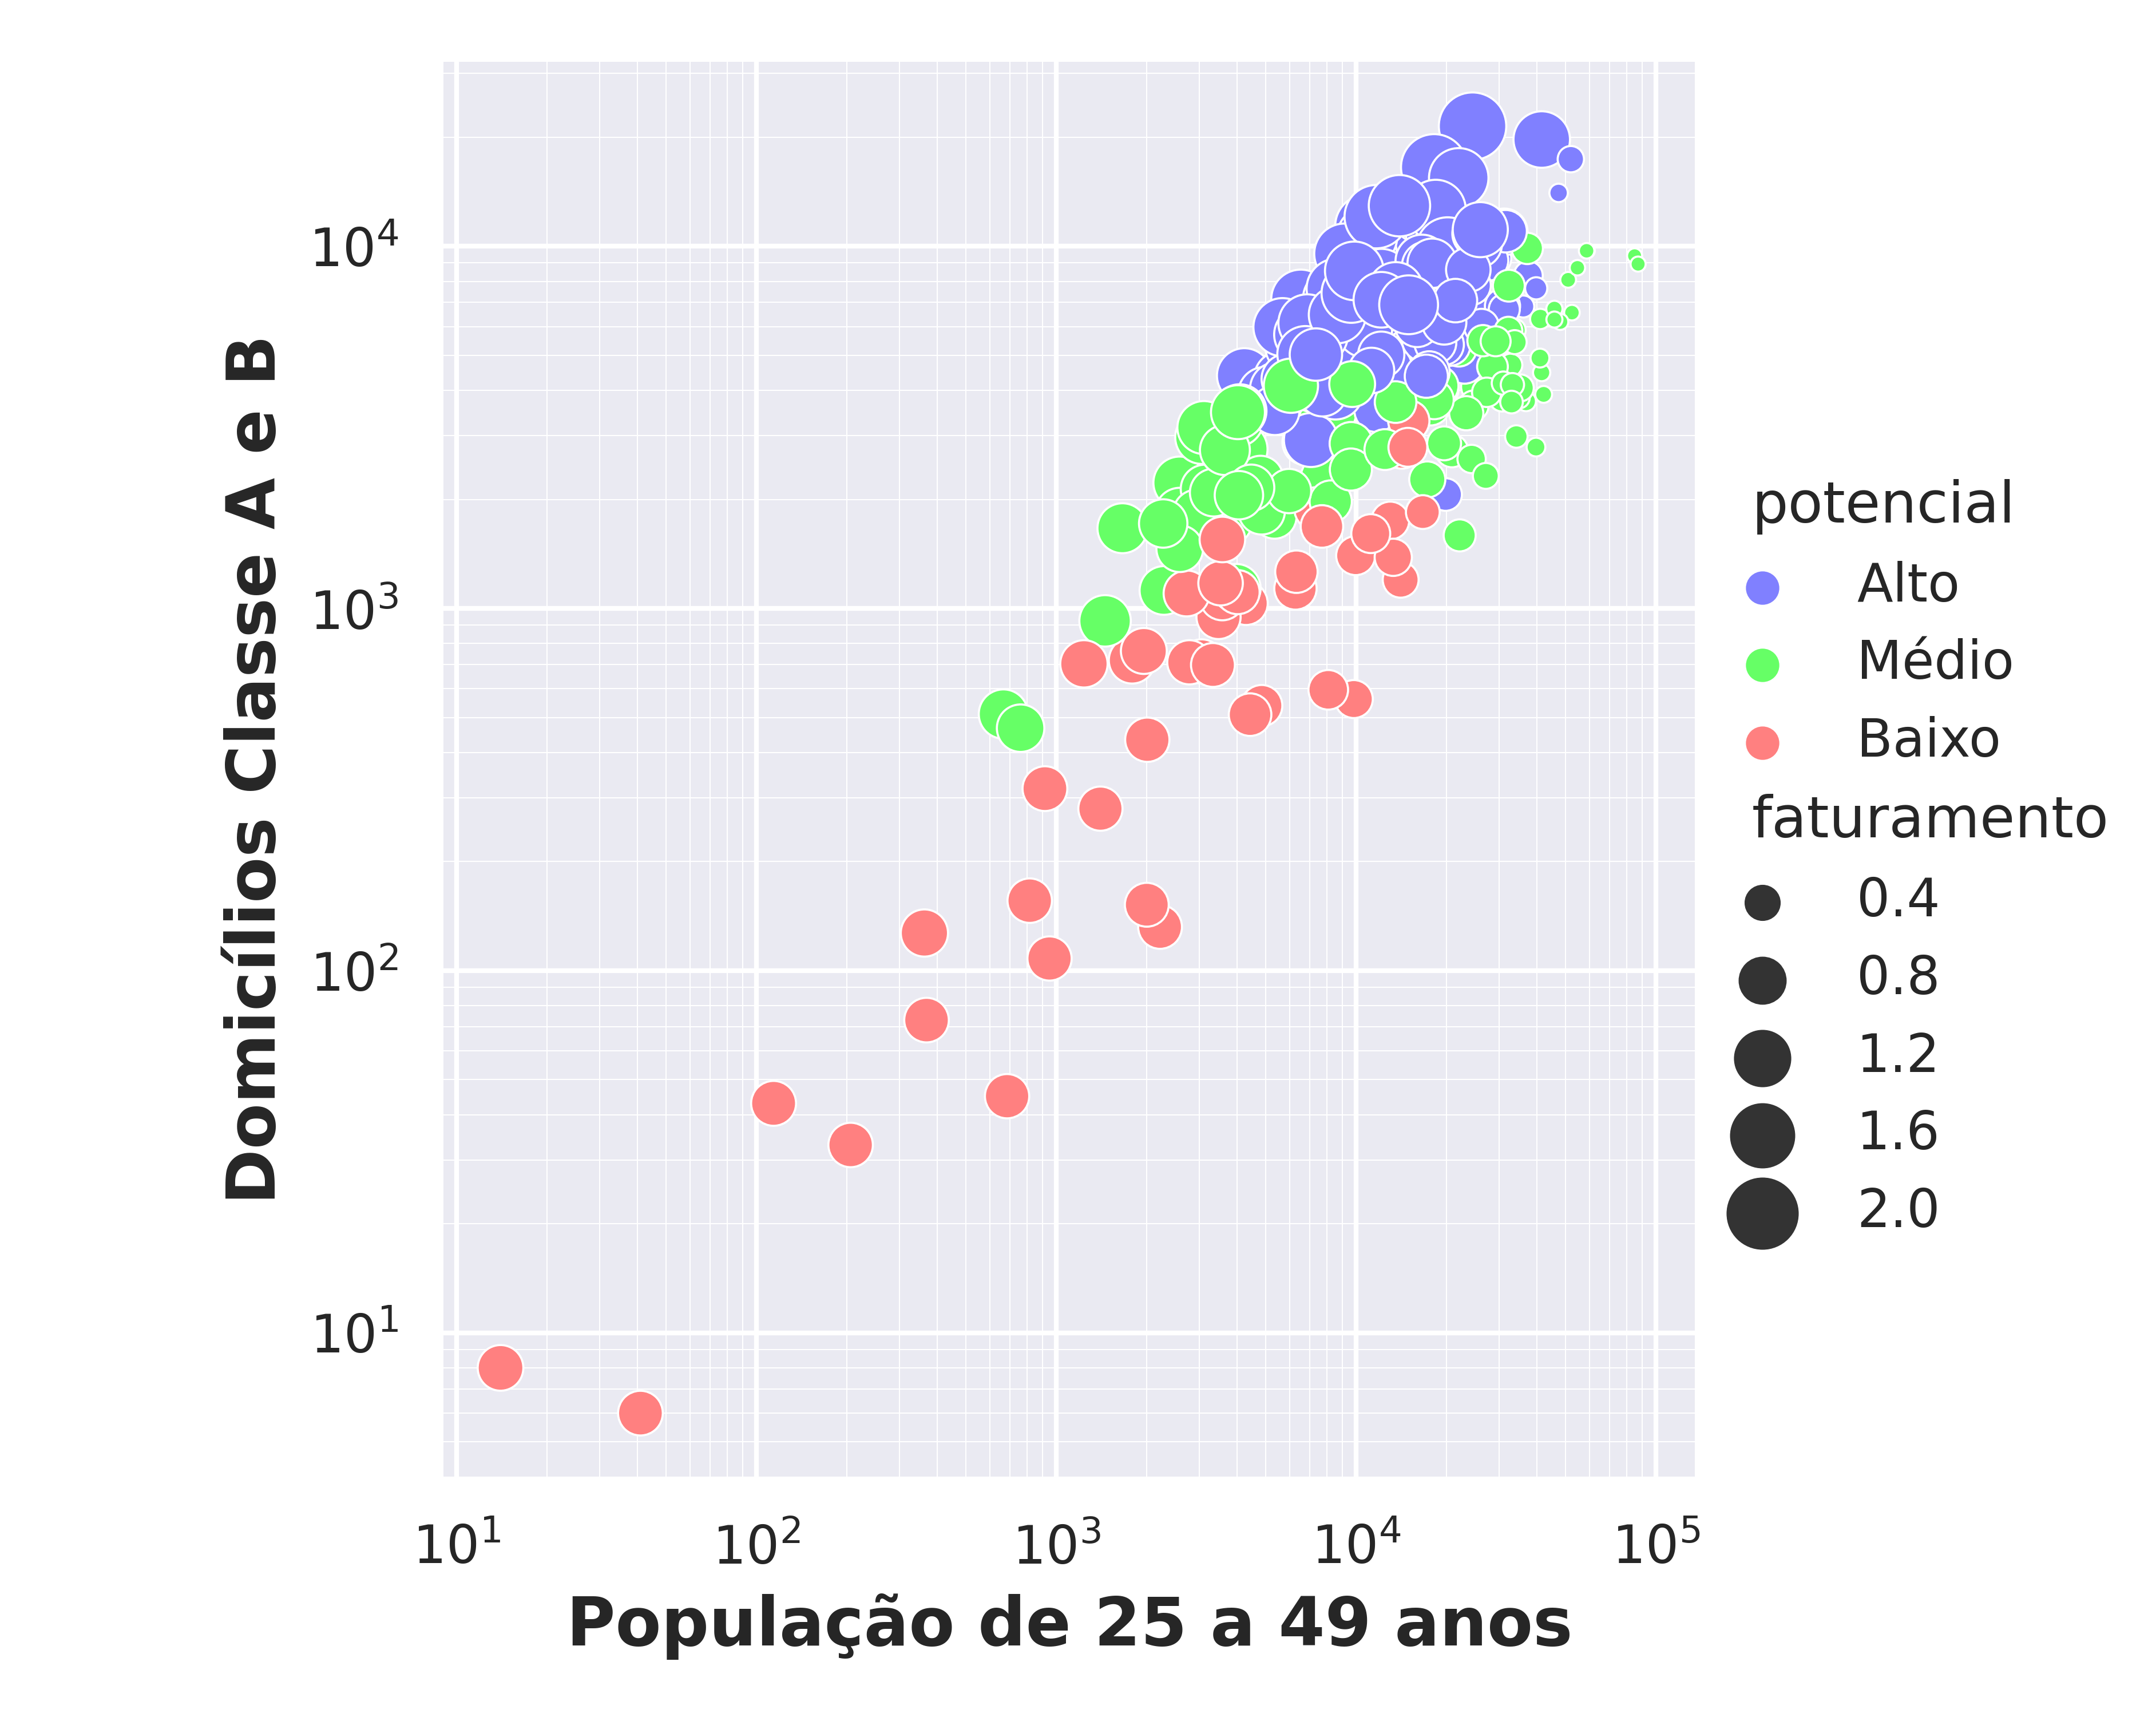 Domicílios Classe A e B
10⁴
10³
10²
10¹
10¹ 10² 10³ 10⁴ 10⁵
População de 25 a 49 anos
potencial
Alto
Médio
Baixo
faturamento
0.4
0.8
1.2
1.6
2.0